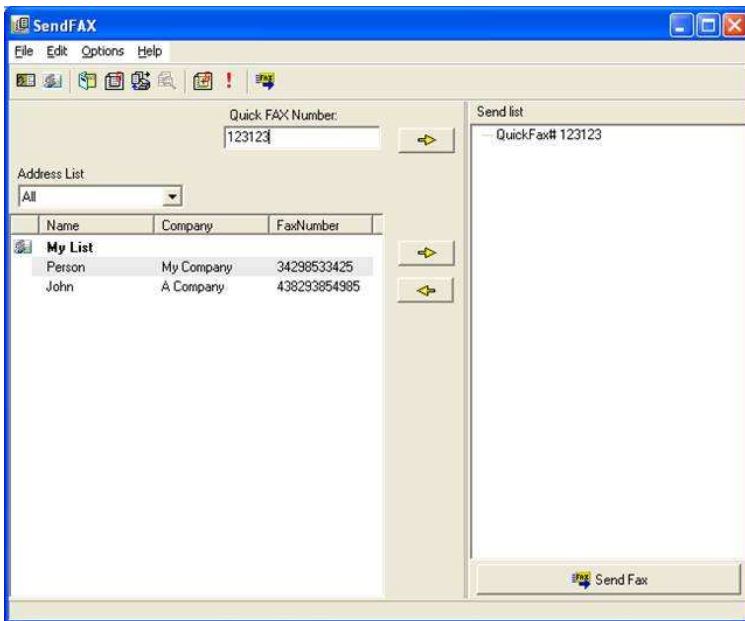 SendFAX
File Edit Options Help
Quick FAX Number:
123123
Send list
QuickFax# 123123
Address List
All
Name Company FaxNumber
My List
Person My Company 34298533425
John A Company 438293854985
Send Fax